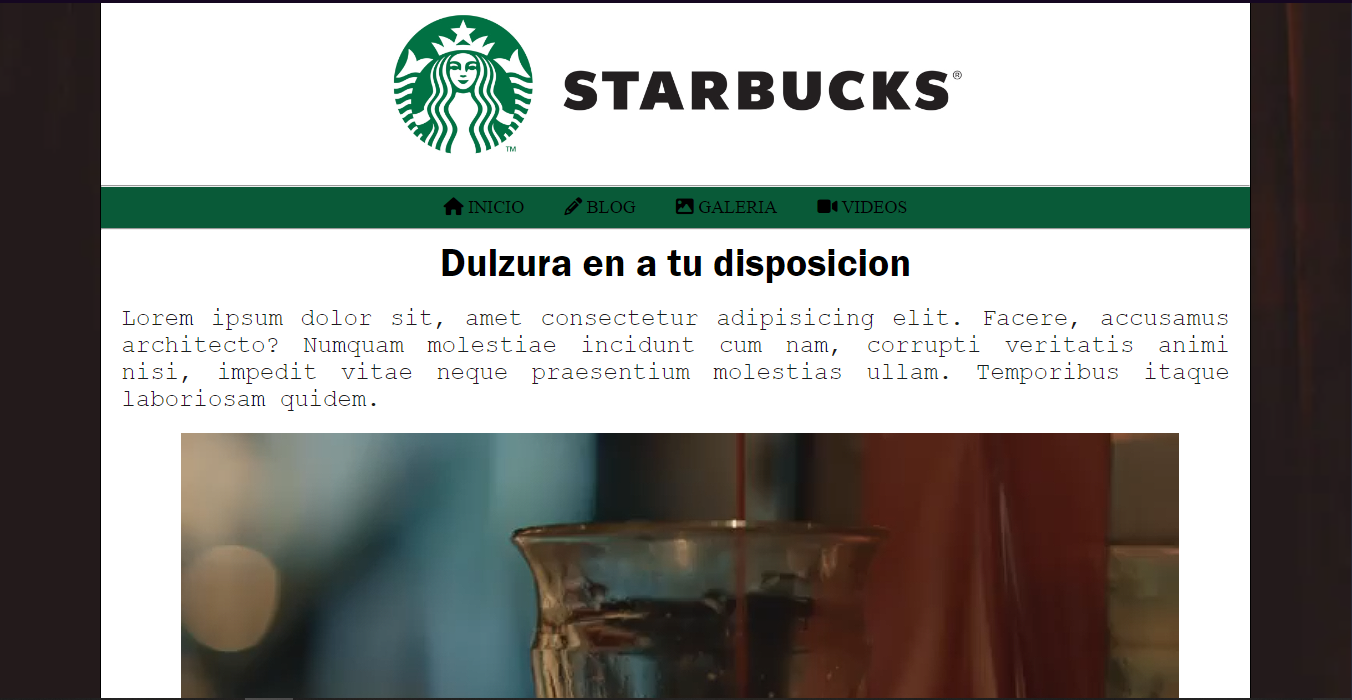 STARBUCKS®
TM
INICIO BLOG GALERIA VIDEOS
Dulzura en a tu disposicion
Lorem ipsum dolor sit, amet consectetur adipisicing elit. Facere, accusamus
architecto? Numquam molestiae incidunt cum nam, corrupti veritatis animi
nisi, impedit vitae neque praesentium molestias ullam. Temporibus itaque
laboriosam quidem.